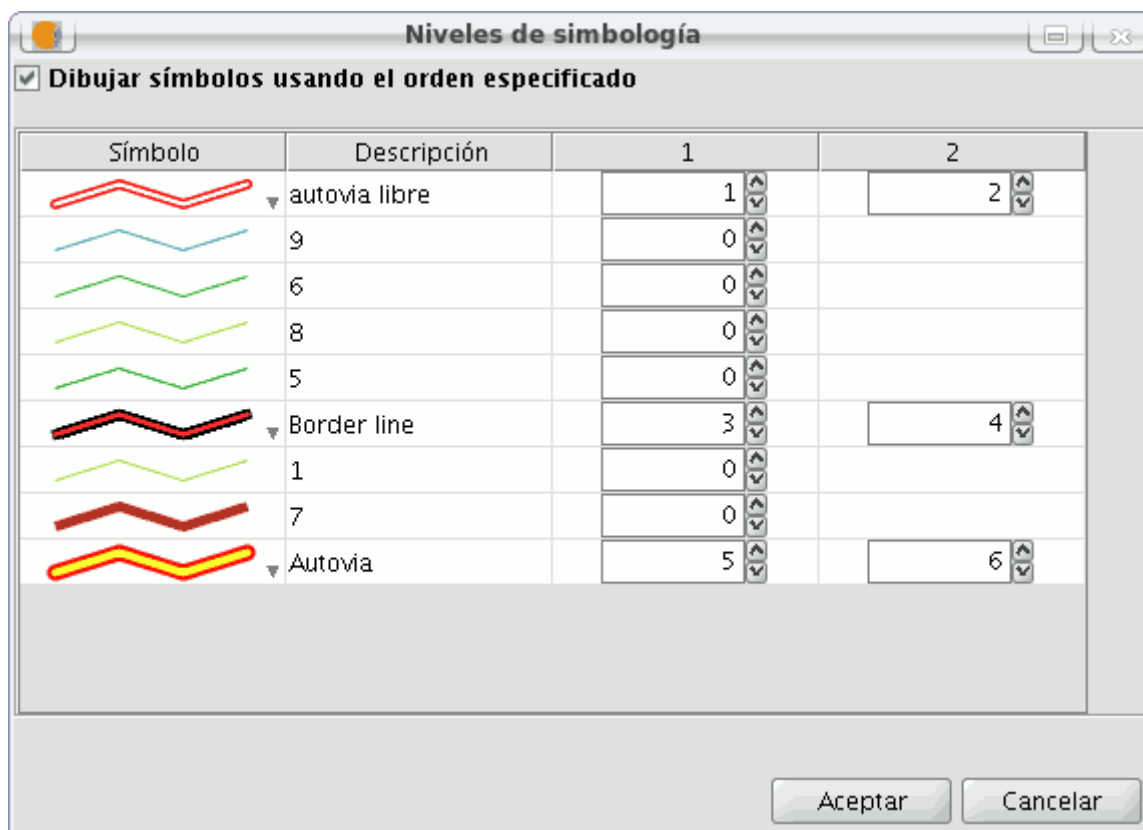 Niveles de simbología
Dibujar símbolos usando el orden especificado
Símbolo Descripción 1 2
autovia libre 1 2
9 0
6 0
8 0
5 0
Border line 3 4
1 0
7 0
Autovia 5 6
Aceptar Cancelar